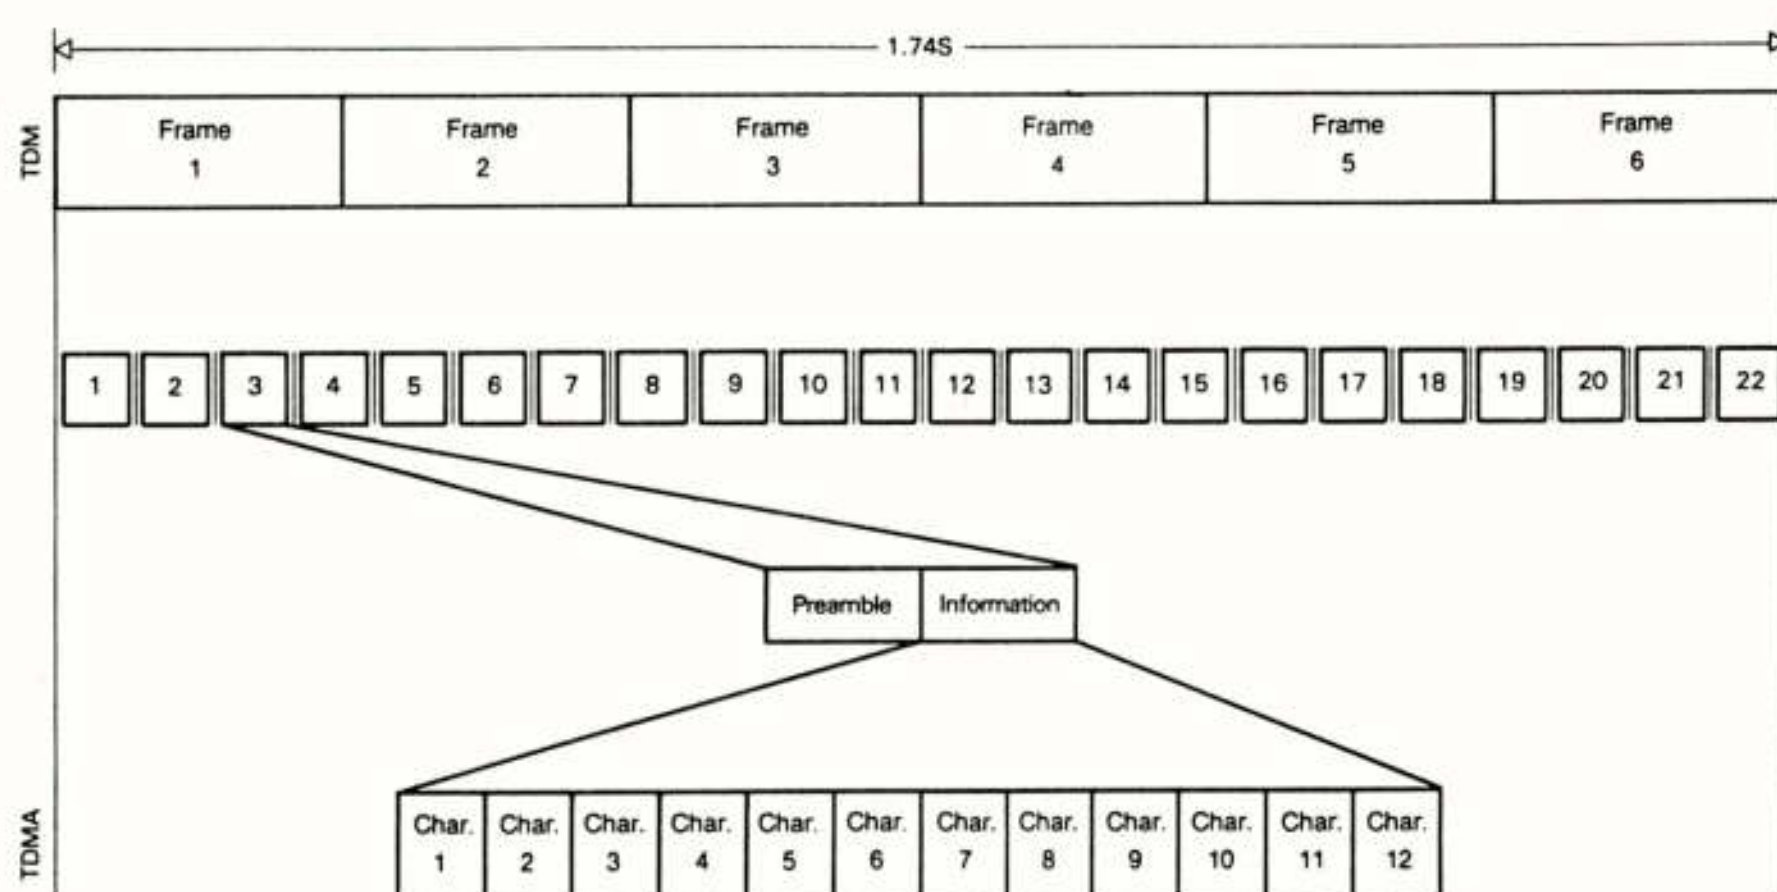 1.74S
TDM
Frame 1
Frame 2
Frame 3
Frame 4
Frame 5
Frame 6
1 2 3 4 5 6 7 8 9 10 11 12 13 14 15 16 17 18 19 20 21 22
Preamble
Information
TDMA
Char. 1
Char. 2
Char. 3
Char. 4
Char. 5
Char. 6
Char. 7
Char. 8
Char. 9
Char. 10
Char. 11
Char. 12